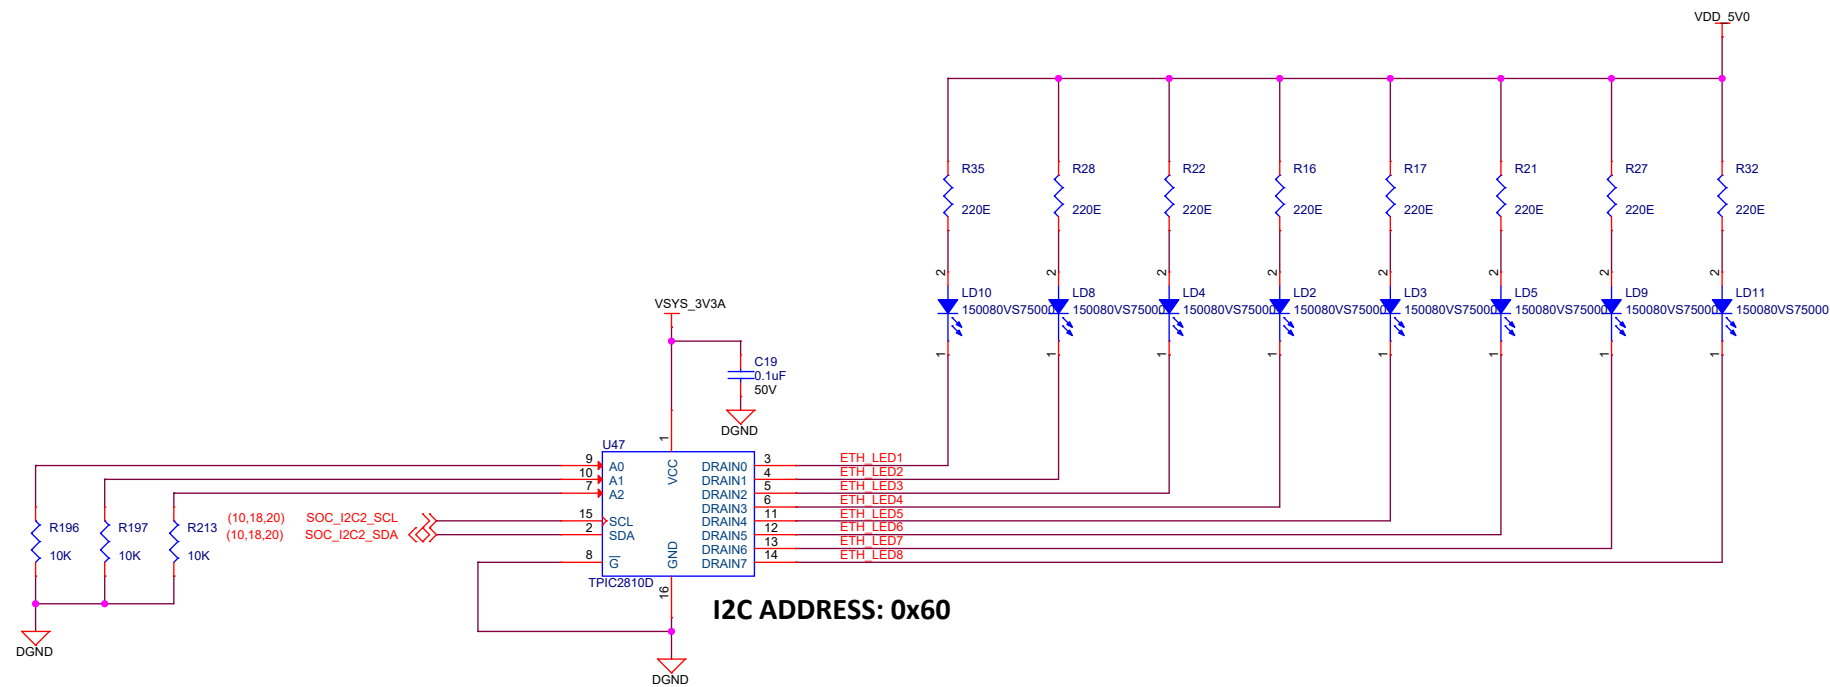 VDD_5V0
R35
R28
R22
R16
R17
R21
R27
R32
220E
220E
220E
220E
220E
220E
220E
220E
2
2
2
2
2
2
2
2
LD10
LD8
LD4
LD2
LD3
LD5
LD9
LD11
150080VS75000
150080VS75000
150080VS75000
150080VS75000
150080VS75000
150080VS75000
150080VS75000
150080VS75000
1
1
1
1
1
1
1
1
VSYS_3V3A
C19
0.1uF
50V
DGND
U47
1
VCC
9 A0
10 A1
7 A2
15 SCL
2 SDA
8 G
GND
16
TPIC2810D
DRAIN0 3 ETH_LED1
DRAIN1 4 ETH_LED2
DRAIN2 5 ETH_LED3
DRAIN3 6 ETH_LED4
DRAIN4 11 ETH_LED5
DRAIN5 12 ETH_LED6
DRAIN6 13 ETH_LED7
DRAIN7 14 ETH_LED8
(10,18,20) SOC_I2C2_SCL
(10,18,20) SOC_I2C2_SDA
R196
10K
R197
10K
R213
10K
DGND
I2C ADDRESS: 0x60
DGND